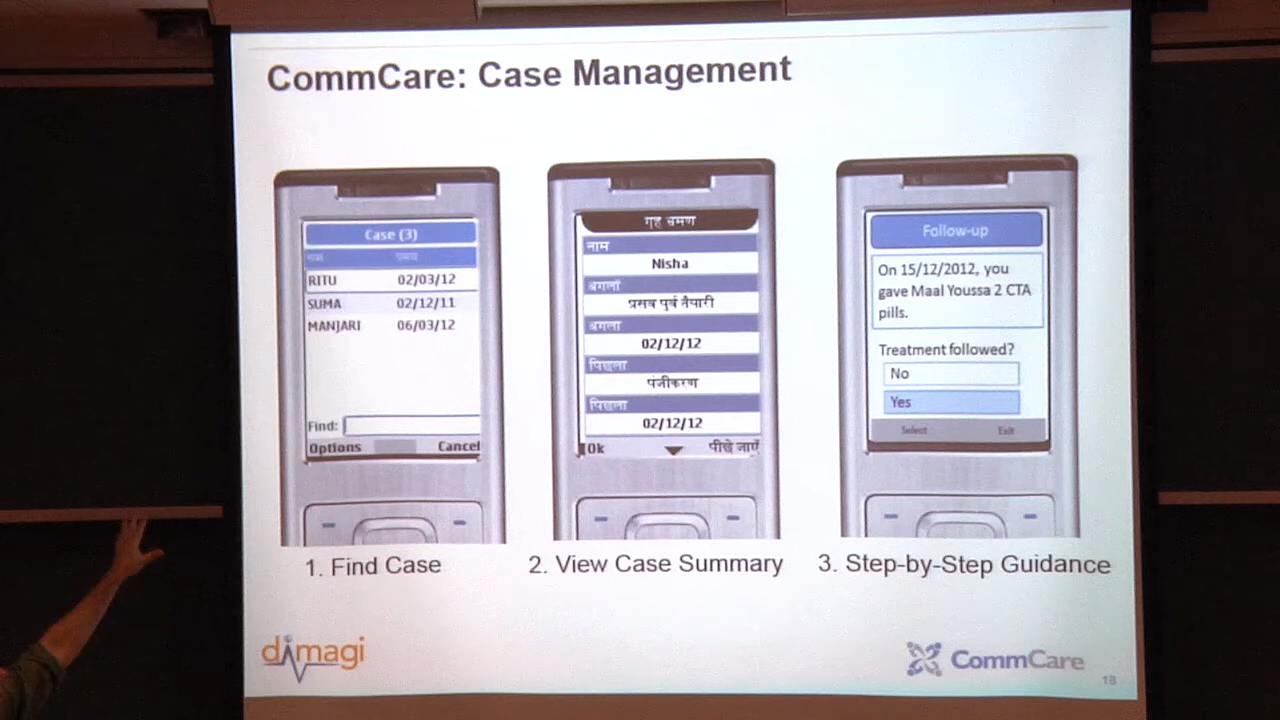 CommCare: Case Management
Case (3)
नाम समय
RITU 02/03/12
SUMA 02/12/11
MANJARI 06/03/12
Find:
Options Cancel
1. Find Case
गृह भ्रमण
नाम
Nisha
अगला
प्रसव पुर्व तैयारी
अगला
02/12/12
पिछला
पंजीकरण
पिछला
02/12/12
Ok पीछे जाएँ
2. View Case Summary
Follow-up
On 15/12/2012, you
gave Maal Youssa 2 CTA
pills.
Treatment followed?
No
Yes
Select Exit
3. Step-by-Step Guidance
dimagi
CommCare
18